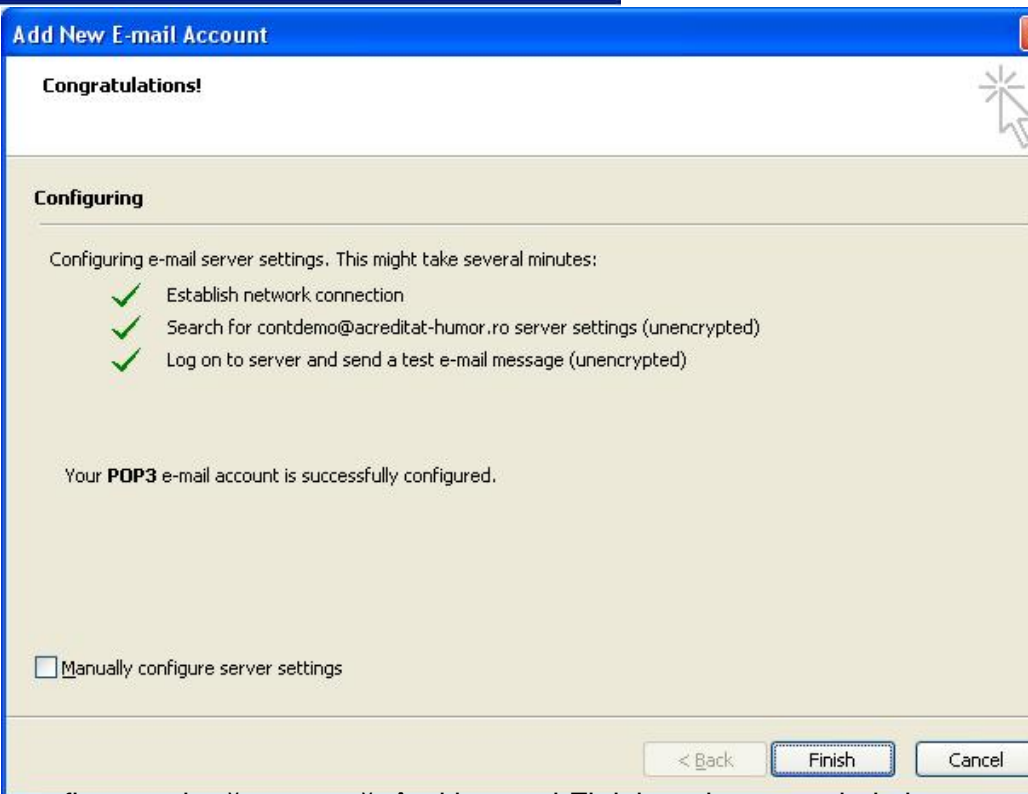 Add New E-mail Account
Congratulations!
Configuring
Configuring e-mail server settings. This might take several minutes:
Establish network connection
Search for contdemo@acreditat-humor.ro server settings (unencrypted)
Log on to server and send a test e-mail message (unencrypted)
Your POP3 e-mail account is successfully configured.
Manually configure server settings
< Back Finish Cancel